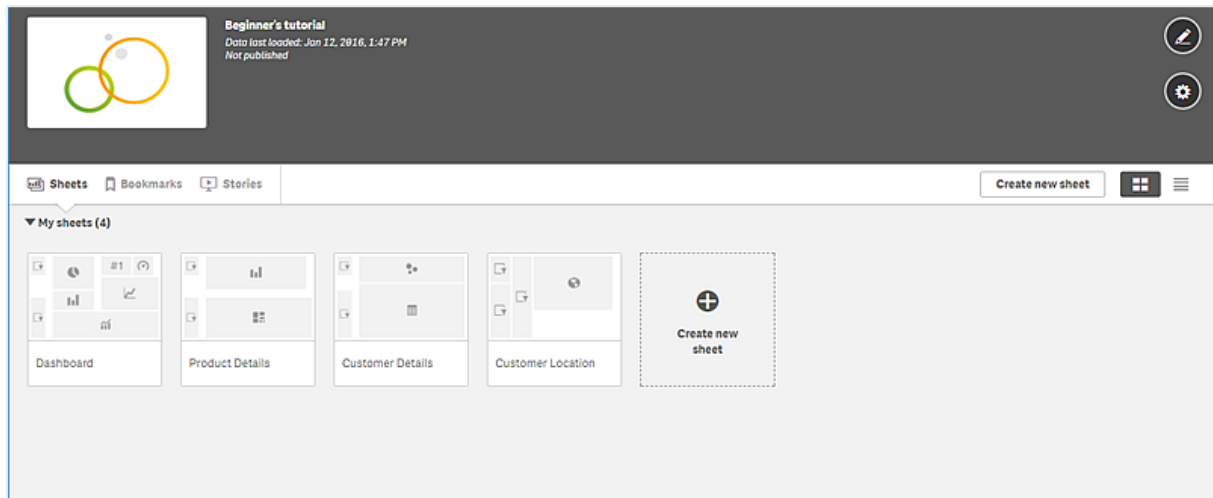 Beginner's tutorial
Data last loaded: Jan 12, 2016, 1:47 PM
Not published
Sheets
Bookmarks
Stories
Create new sheet
My sheets (4)
#1
Dashboard
Product Details
Customer Details
Customer Location
Create new
sheet